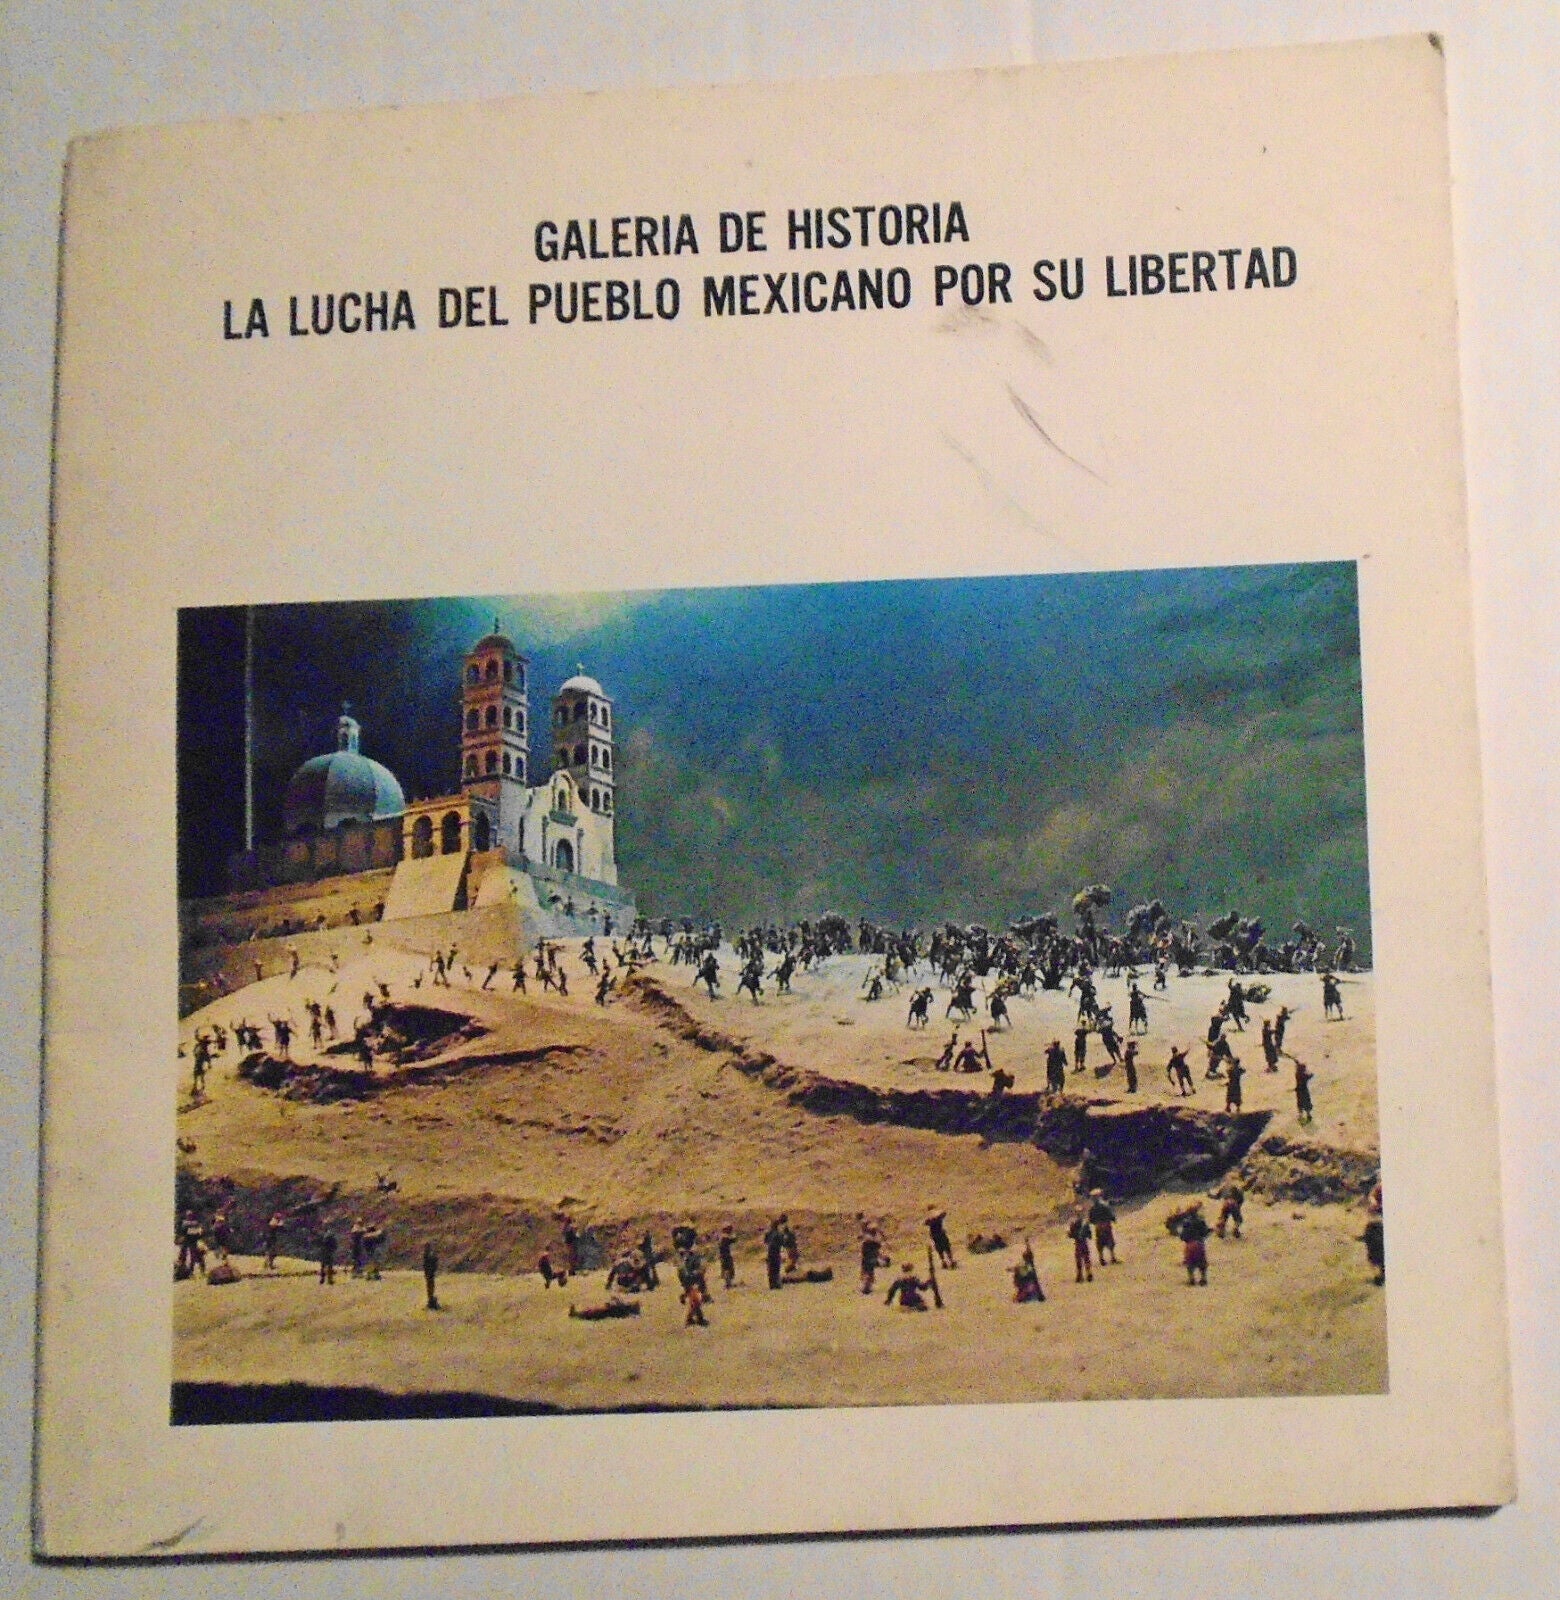 GALERIA DE HISTORIA
LA LUCHA DEL PUEBLO MEXICANO POR SU LIBERTAD